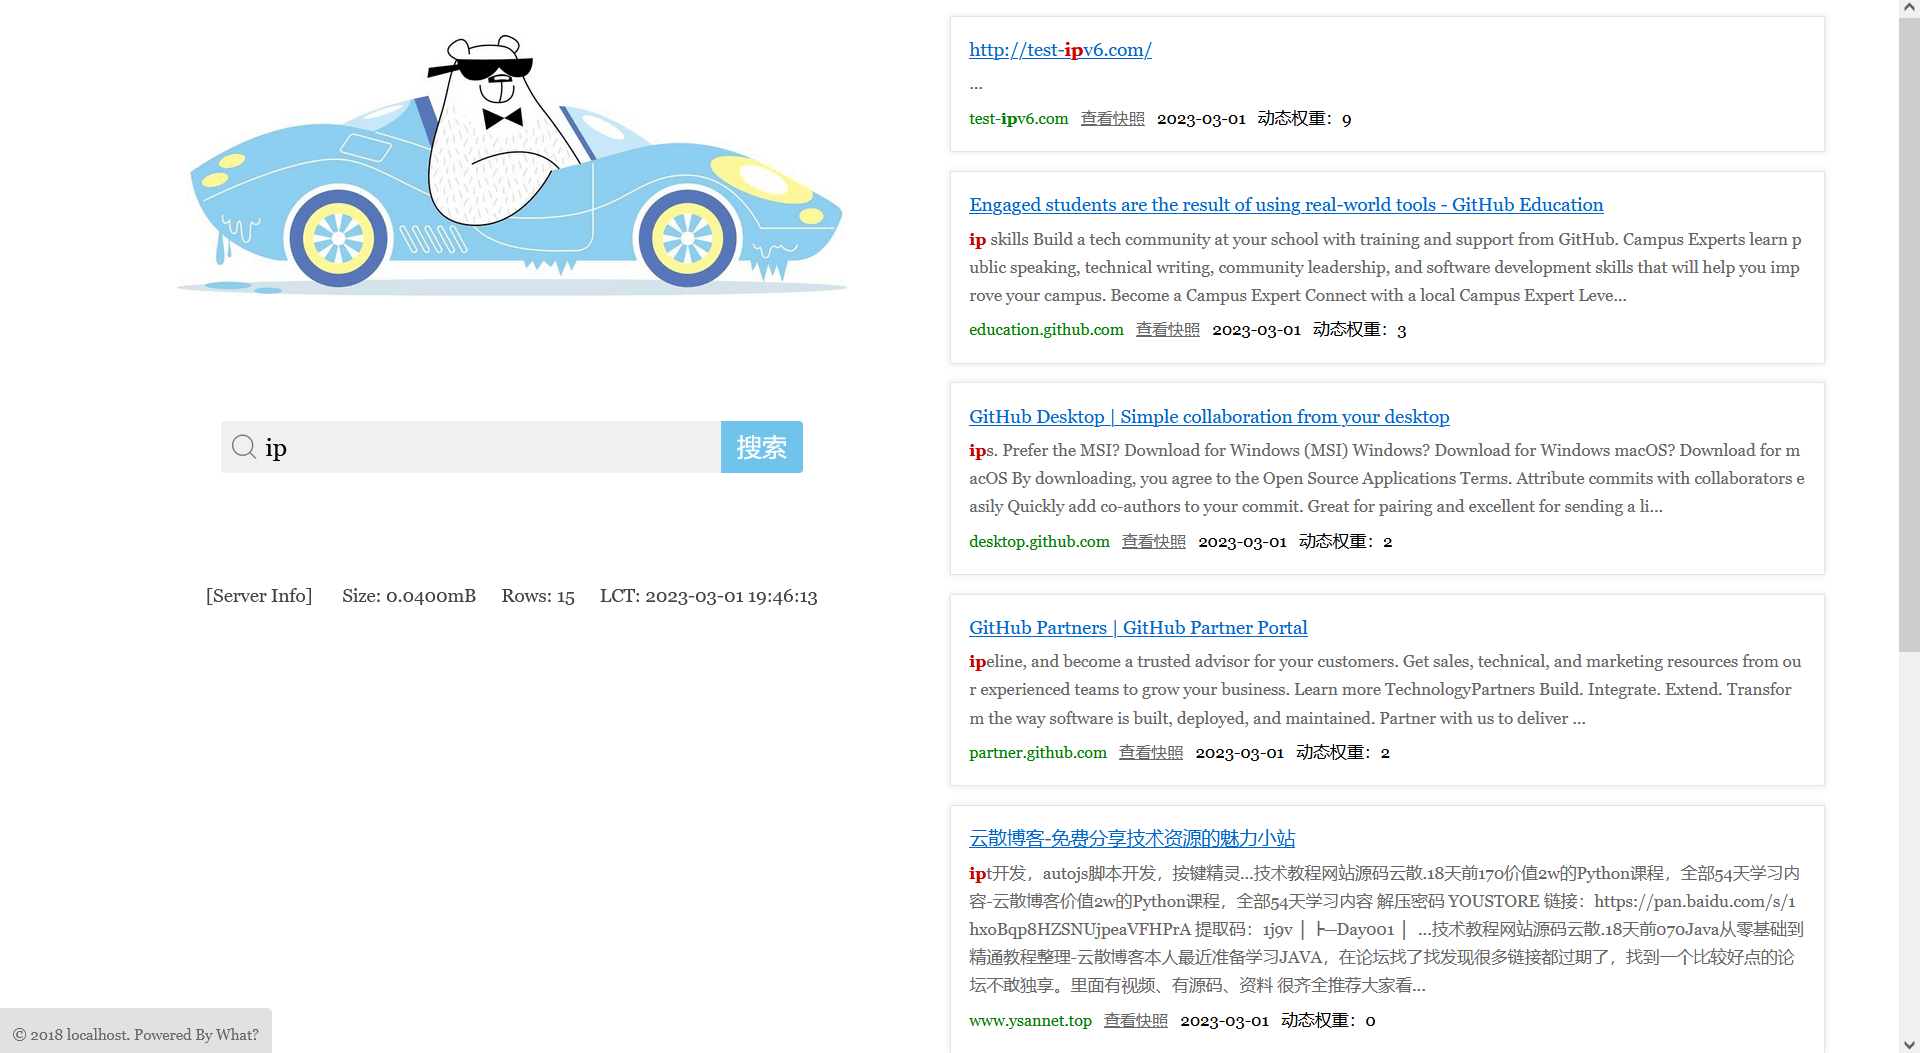 ip
搜索
[Server Info] Size: 0.0400mB Rows: 15 LCT: 2023-03-01 19:46:13
© 2018 localhost. Powered By What?
http://test-ipv6.com/
...
test-ipv6.com 查看快照 2023-03-01 动态权重：9
Engaged students are the result of using real-world tools - GitHub Education
ip skills Build a tech community at your school with training and support from GitHub. Campus Experts learn p
ublic speaking, technical writing, community leadership, and software development skills that will help you imp
rove your campus. Become a Campus Expert Connect with a local Campus Expert Leve...
education.github.com 查看快照 2023-03-01 动态权重：3
GitHub Desktop | Simple collaboration from your desktop
ips. Prefer the MSI? Download for Windows (MSI) Windows? Download for Windows macOS? Download for m
acOS By downloading, you agree to the Open Source Applications Terms. Attribute commits with collaborators e
asily Quickly add co-authors to your commit. Great for pairing and excellent for sending a li...
desktop.github.com 查看快照 2023-03-01 动态权重：2
GitHub Partners | GitHub Partner Portal
ipeline, and become a trusted advisor for your customers. Get sales, technical, and marketing resources from ou
r experienced teams to grow your business. Learn more TechnologyPartners Build. Integrate. Extend. Transfor
m the way software is built, deployed, and maintained. Partner with us to deliver ...
partner.github.com 查看快照 2023-03-01 动态权重：2
云散博客-免费分享技术资源的魅力小站
ipt开发，autojs脚本开发，按键精灵...技术教程网站源码云散.18天前170价值2w的Python课程，全部54天学习内
容-云散博客价值2w的Python课程，全部54天学习内容 解压密码 YOUSTORE 链接：https://pan.baidu.com/s/1
hxoBqp8HZSNUjpeaVFHPrA 提取码：1j9v │ ├─Day001 │ ...技术教程网站源码云散.18天前070Java从零基础到
精通教程整理-云散博客本人最近准备学习JAVA，在论坛找了找发现很多链接都过期了，找到一个比较好点的论
坛不敢独享。里面有视频、有源码、资料 很齐全推荐大家看...
www.ysannet.top 查看快照 2023-03-01 动态权重：0